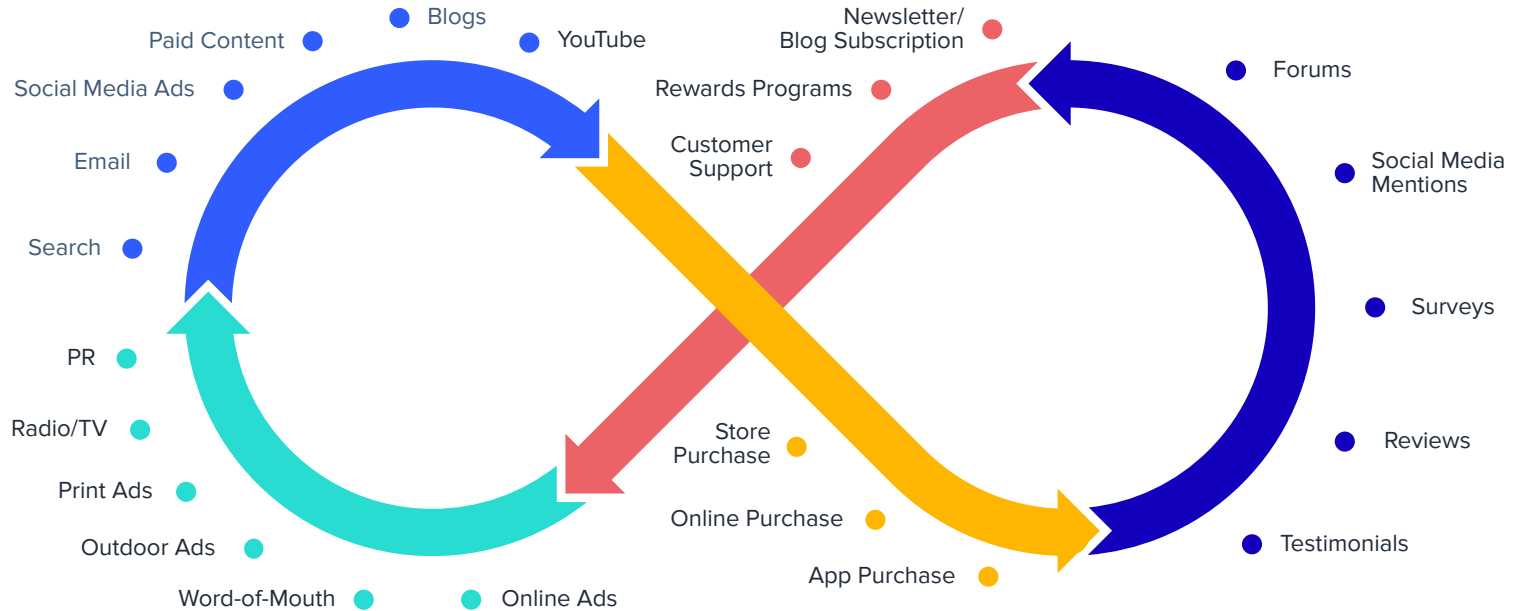 Blogs
Paid Content
YouTube
Social Media Ads
Email
Search
PR
Radio/TV
Print Ads
Outdoor Ads
Word-of-Mouth
Online Ads
Newsletter/
Blog Subscription
Rewards Programs
Customer
Support
Store
Purchase
Online Purchase
App Purchase
Forums
Social Media
Mentions
Surveys
Reviews
Testimonials